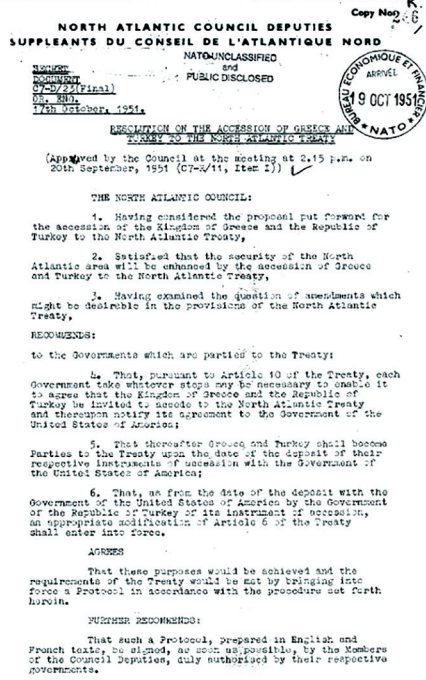 Copy No. 246
NORTH ATLANTIC COUNCIL DEPUTIES
SUPPLEANTS DU CONSEIL DE L'ATLANTIQUE NORD
NATO UNCLASSIFIED
and
PUBLIC DISCLOSED
SECRET
DOCUMENT
C7-D/23(Final)
OR. ENG.
17th October, 1951.
BUREAU ECONOMIQUE ET FINANCIER
ARRIVÉE
19 OCT 1951
* NATO *
RESOLUTION ON THE ACCESSION OF GREECE AND
TURKEY TO THE NORTH ATLANTIC TREATY
(Approved by the Council at the meeting at 2.15 p.m. on
20th September, 1951 (C7-R/11, Item I))
THE NORTH ATLANTIC COUNCIL:
1. Having considered the proposal put forward for
the accession of the Kingdom of Greece and the Republic of
Turkey to the North Atlantic Treaty,
2. Satisfied that the security of the North
Atlantic area will be enhanced by the accession of Greece
and Turkey to the North Atlantic Treaty,
3. Having examined the question of amendments which
might be desirable in the provisions of the North Atlantic
Treaty,
RECOMMENDS:
to the Governments which are parties to the Treaty:
4. That, pursuant to Article 10 of the Treaty, each
Government take whatever steps may be necessary to enable it
to agree that the Kingdom of Greece and the Republic of
Turkey be invited to accede to the North Atlantic Treaty
and thereupon notify its agreement to the Government of the
United States of America;
5. That thereafter Greece and Turkey shall become
Parties to the Treaty upon the date of the deposit of their
respective instruments of accession with the Government of
the United States of America;
6. That, as from the date of the deposit with the
Government of the United States of America by the Government
of the Republic of Turkey of its instrument of accession,
an appropriate modification of Article 6 of the Treaty
shall enter into force.
AGREES
That these purposes would be achieved and the
requirements of the Treaty would be met by bringing into
force a Protocol in accordance with the procedure set forth
herein.
FURTHER RECOMMENDS:
That such a Protocol, prepared in English and
French texts, be signed, as soon as possible, by the Members
of the Council Deputies, duly authorised by their respective
governments.